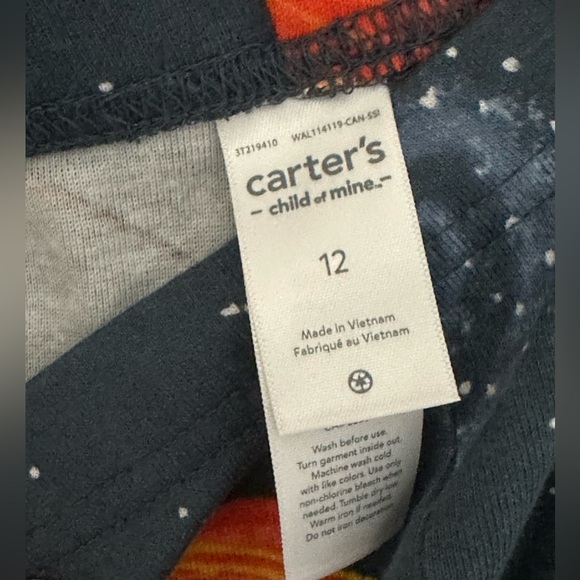 3T219410 WAL114119-CAN-SS1
carter's
child of mine™
12
Made in Vietnam
Fabriqué au Vietnam
Wash before use.
Turn garment inside out.
Machine wash cold
with like colors. Use only
non-chlorine bleach when
needed. Tumble dry low.
Warm iron if needed.
Do not iron decoration.